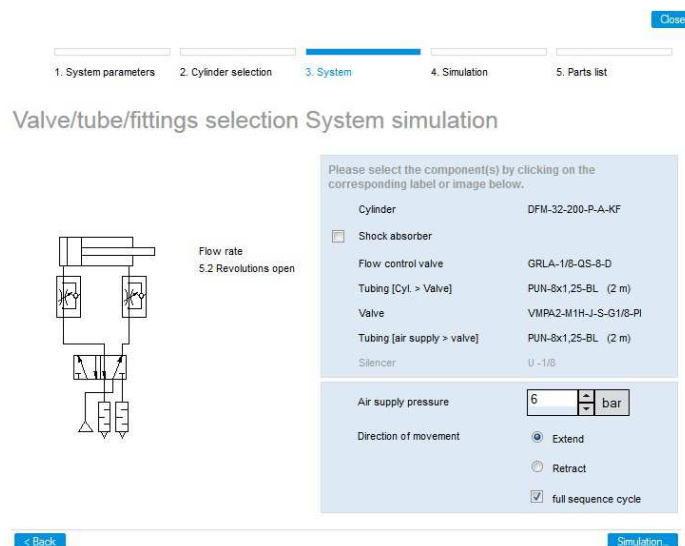 Close
1. System parameters 2. Cylinder selection 3. System 4. Simulation 5. Parts list
Valve/tube/fittings selection System simulation
Please select the component(s) by clicking on the
corresponding label or image below.
Cylinder DFM-32-200-P-A-KF
Shock absorber
Flow rate
5.2 Revolutions open
Flow control valve GRLA-1/8-QS-8-D
Tubing [Cyl. > Valve] PUN-8x1,25-BL (2 m)
Valve VMPA2-M1H-J-S-G1/8-PI
Tubing [air supply > valve] PUN-8x1,25-BL (2 m)
Silencer U -1/8
Air supply pressure 6 bar
Direction of movement Extend
Retract
full sequence cycle
< Back Simulation...